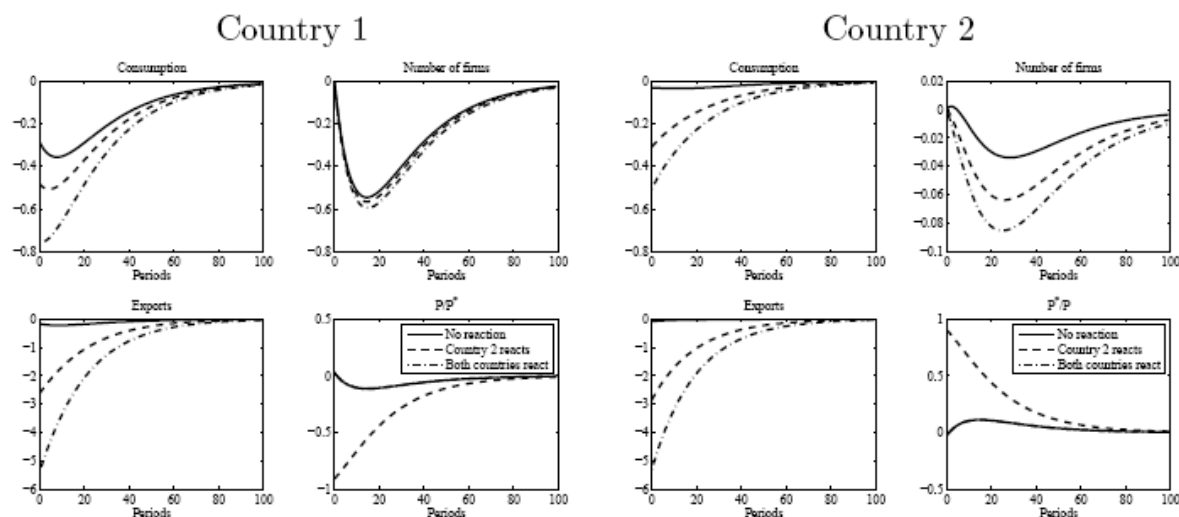 Country 1
Country 2
Consumption
0
−0.2
−0.4
−0.6
−0.8
0 20 40 60 80 100
Periods
Number of firms
0
−0.2
−0.4
−0.6
−0.8
0 20 40 60 80 100
Periods
Consumption
0
−0.2
−0.4
−0.6
−0.8
0 20 40 60 80 100
Periods
Number of firms
0.02
0
−0.02
−0.04
−0.06
−0.08
−0.1
0 20 40 60 80 100
Periods
Exports
0
−1
−2
−3
−4
−5
−6
0 20 40 60 80 100
Periods
P/P*
0.5
0
−0.5
−1
No reaction
Country 2 reacts
Both countries react
0 20 40 60 80 100
Periods
Exports
0
−1
−2
−3
−4
−5
−6
0 20 40 60 80 100
Periods
P*/P
1
0.5
0
−0.5
No reaction
Country 2 reacts
Both countries react
0 20 40 60 80 100
Periods